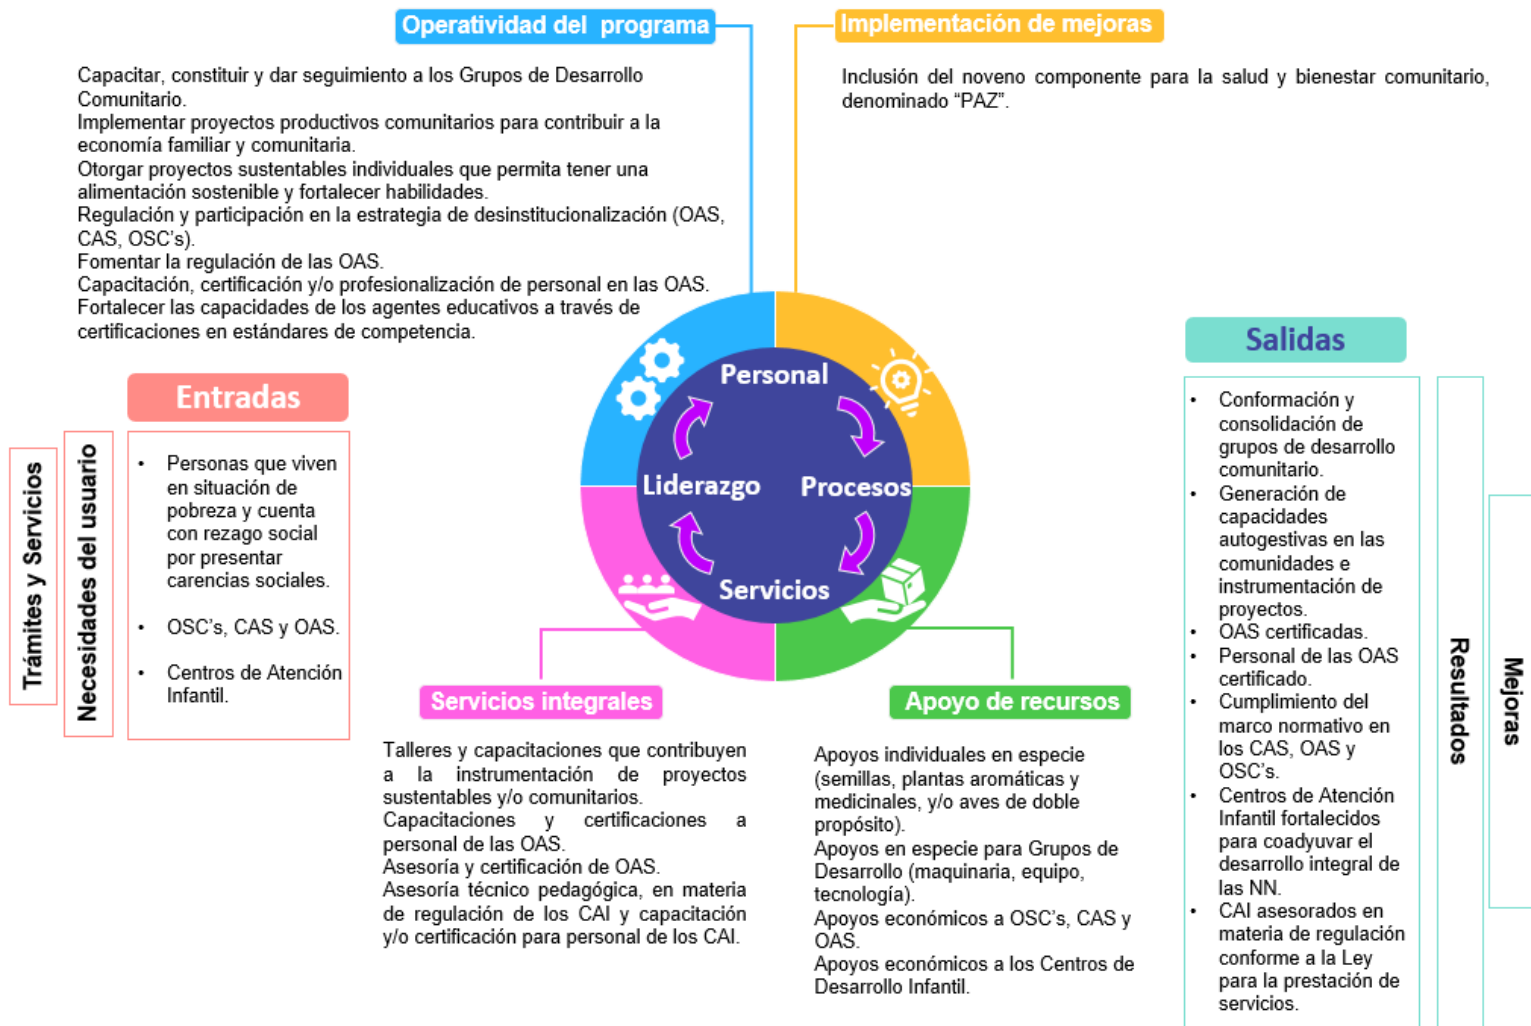 Operatividad del  programa
Capacitar, constituir y dar seguimiento a los Grupos de Desarrollo
Comunitario.
Implementar proyectos productivos comunitarios para contribuir a la
economía familiar y comunitaria.
Otorgar proyectos sustentables individuales que permita tener una
alimentación sostenible y fortalecer habilidades.
Regulación y participación en la estrategia de desinstitucionalización (OAS,
CAS, OSC’s).
Fomentar la regulación de las OAS.
Capacitación, certificación y/o profesionalización de personal en las OAS.
Fortalecer las capacidades de los agentes educativos a través de
certificaciones en estándares de competencia.
Implementación de mejoras
Inclusión del noveno componente para la salud y bienestar comunitario,
denominado “PAZ”.
Trámites y Servicios
Necesidades del usuario
Entradas
• Personas que viven
en situación de
pobreza y cuenta
con rezago social
por presentar
carencias sociales.
• OSC’s, CAS y OAS.
• Centros de Atención
Infantil.
Personal
Liderazgo
Procesos
Servicios
Servicios integrales
Talleres y capacitaciones que contribuyen
a la instrumentación de proyectos
sustentables y/o comunitarios.
Capacitaciones y certificaciones a
personal de las OAS.
Asesoría y certificación de OAS.
Asesoría técnico pedagógica, en materia
de regulación de los CAI y capacitación
y/o certificación para personal de los CAI.
Apoyo de recursos
Apoyos individuales en especie
(semillas, plantas aromáticas y
medicinales, y/o aves de doble
propósito).
Apoyos en especie para Grupos de
Desarrollo (maquinaria, equipo,
tecnología).
Apoyos económicos a OSC’s, CAS y
OAS.
Apoyos económicos a los Centros de
Desarrollo Infantil.
Salidas
• Conformación y
consolidación de
grupos de desarrollo
comunitario.
• Generación de
capacidades
autogestivas en las
comunidades e
instrumentación de
proyectos.
• OAS certificadas.
• Personal de las OAS
certificado.
• Cumplimiento del
marco normativo en
los CAS, OAS y
OSC’s.
• Centros de Atención
Infantil fortalecidos
para coadyuvar el
desarrollo integral de
las NN.
• CAI asesorados en
materia de regulación
conforme a la Ley
para la prestación de
servicios.
Resultados
Mejoras